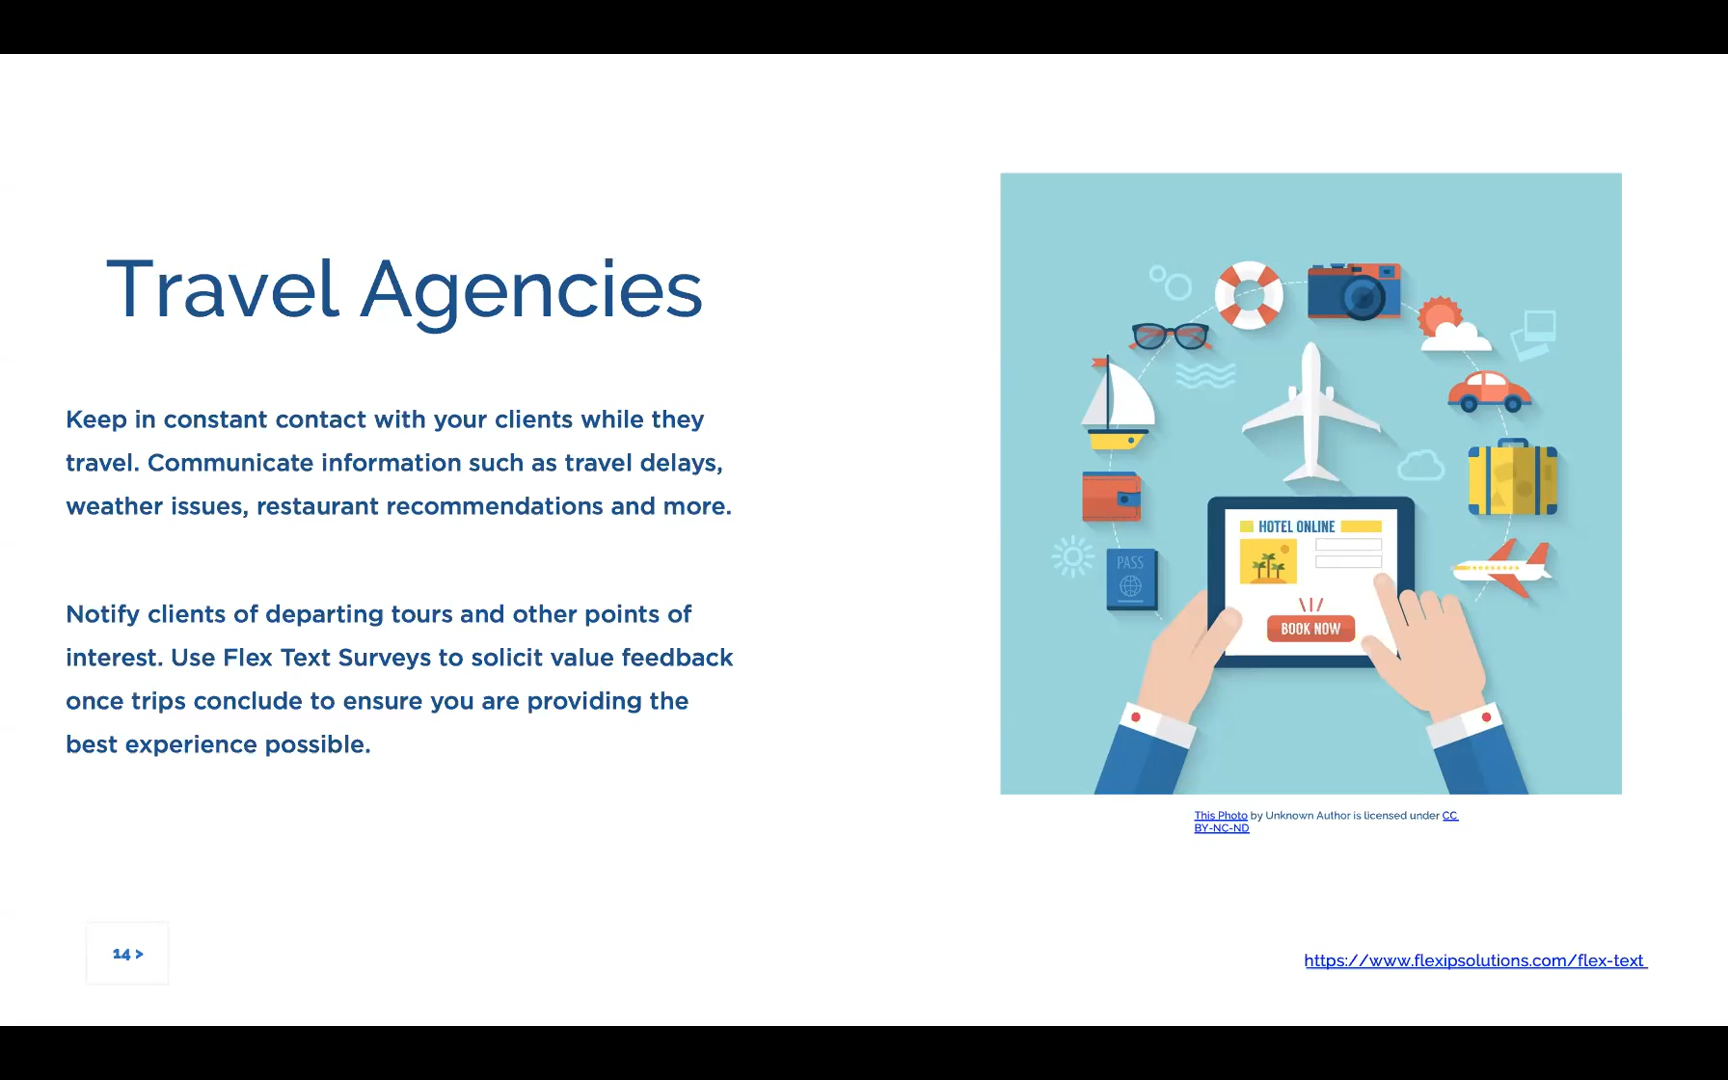 Travel Agencies
Keep in constant contact with your clients while they
travel. Communicate information such as travel delays,
weather issues, restaurant recommendations and more.
Notify clients of departing tours and other points of
interest. Use Flex Text Surveys to solicit value feedback
once trips conclude to ensure you are providing the
best experience possible.
PASS
HOTEL ONLINE
BOOK NOW
This Photo by Unknown Author is licensed under CC
BY-NC-ND
14 >
https://www.flexipsolutions.com/flex-text